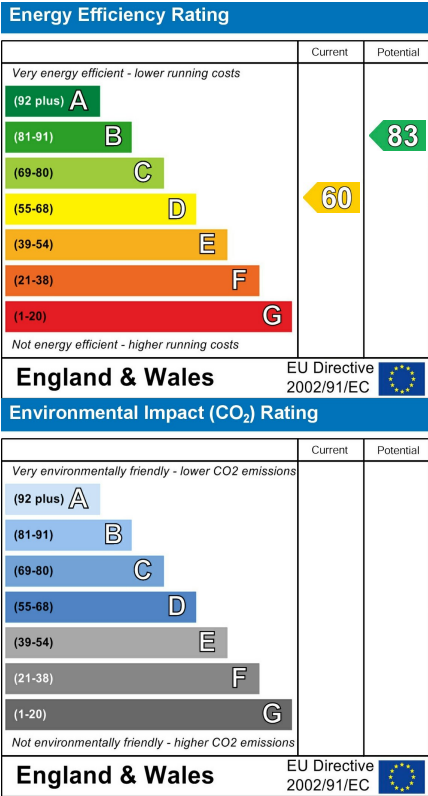 Energy Efficiency Rating
Current Potential
Very energy efficient - lower running costs
(92 plus) A
(81-91) B
83
(69-80) C
(55-68) D
60
(39-54) E
(21-38) F
(1-20) G
Not energy efficient - higher running costs
England & Wales
EU Directive
2002/91/EC
Environmental Impact (CO₂) Rating
Current Potential
Very environmentally friendly - lower CO2 emissions
(92 plus) A
(81-91) B
(69-80) C
(55-68) D
(39-54) E
(21-38) F
(1-20) G
Not environmentally friendly - higher CO2 emissions
England & Wales
EU Directive
2002/91/EC